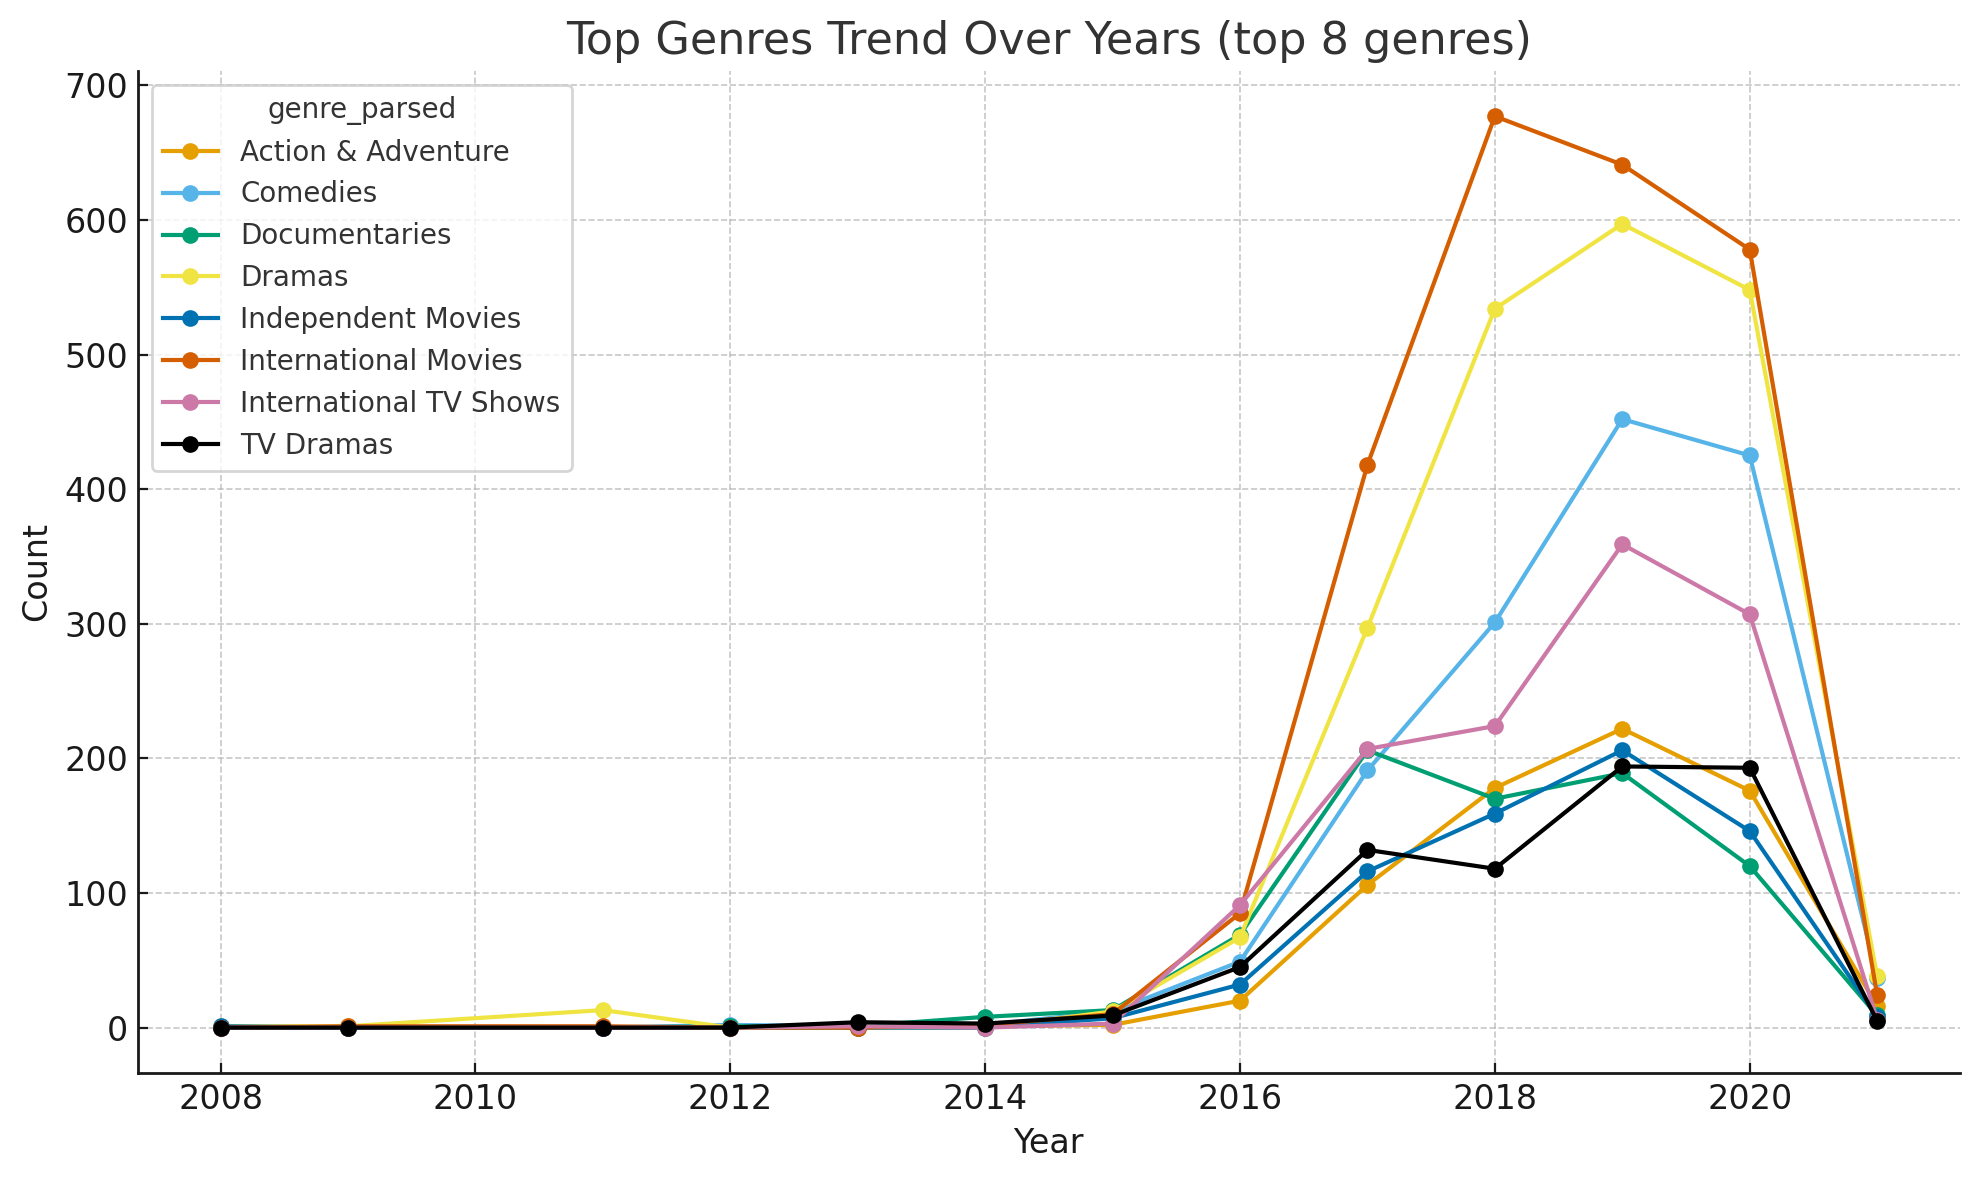 Top Genres Trend Over Years (top 8 genres)
genre_parsed
Action & Adventure
Comedies
Documentaries
Dramas
Independent Movies
International Movies
International TV Shows
TV Dramas
Count
700
600
500
400
300
200
100
0
2008 2010 2012 2014 2016 2018 2020
Year